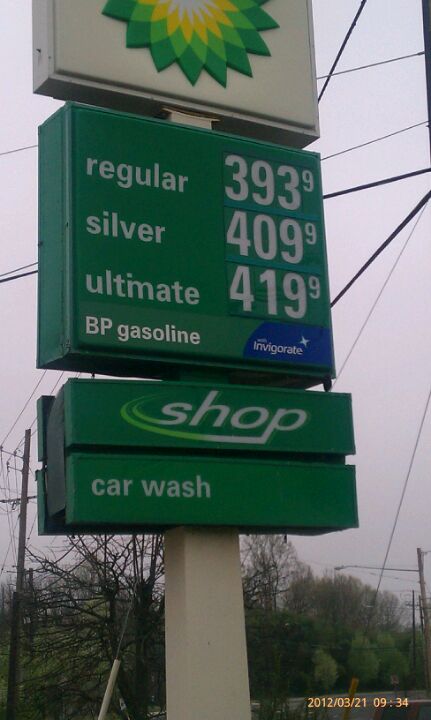 regular 393 9
silver 409 9
ultimate 419 9
BP gasoline with Invigorate
shop
car wash
2012/03/21 09:34